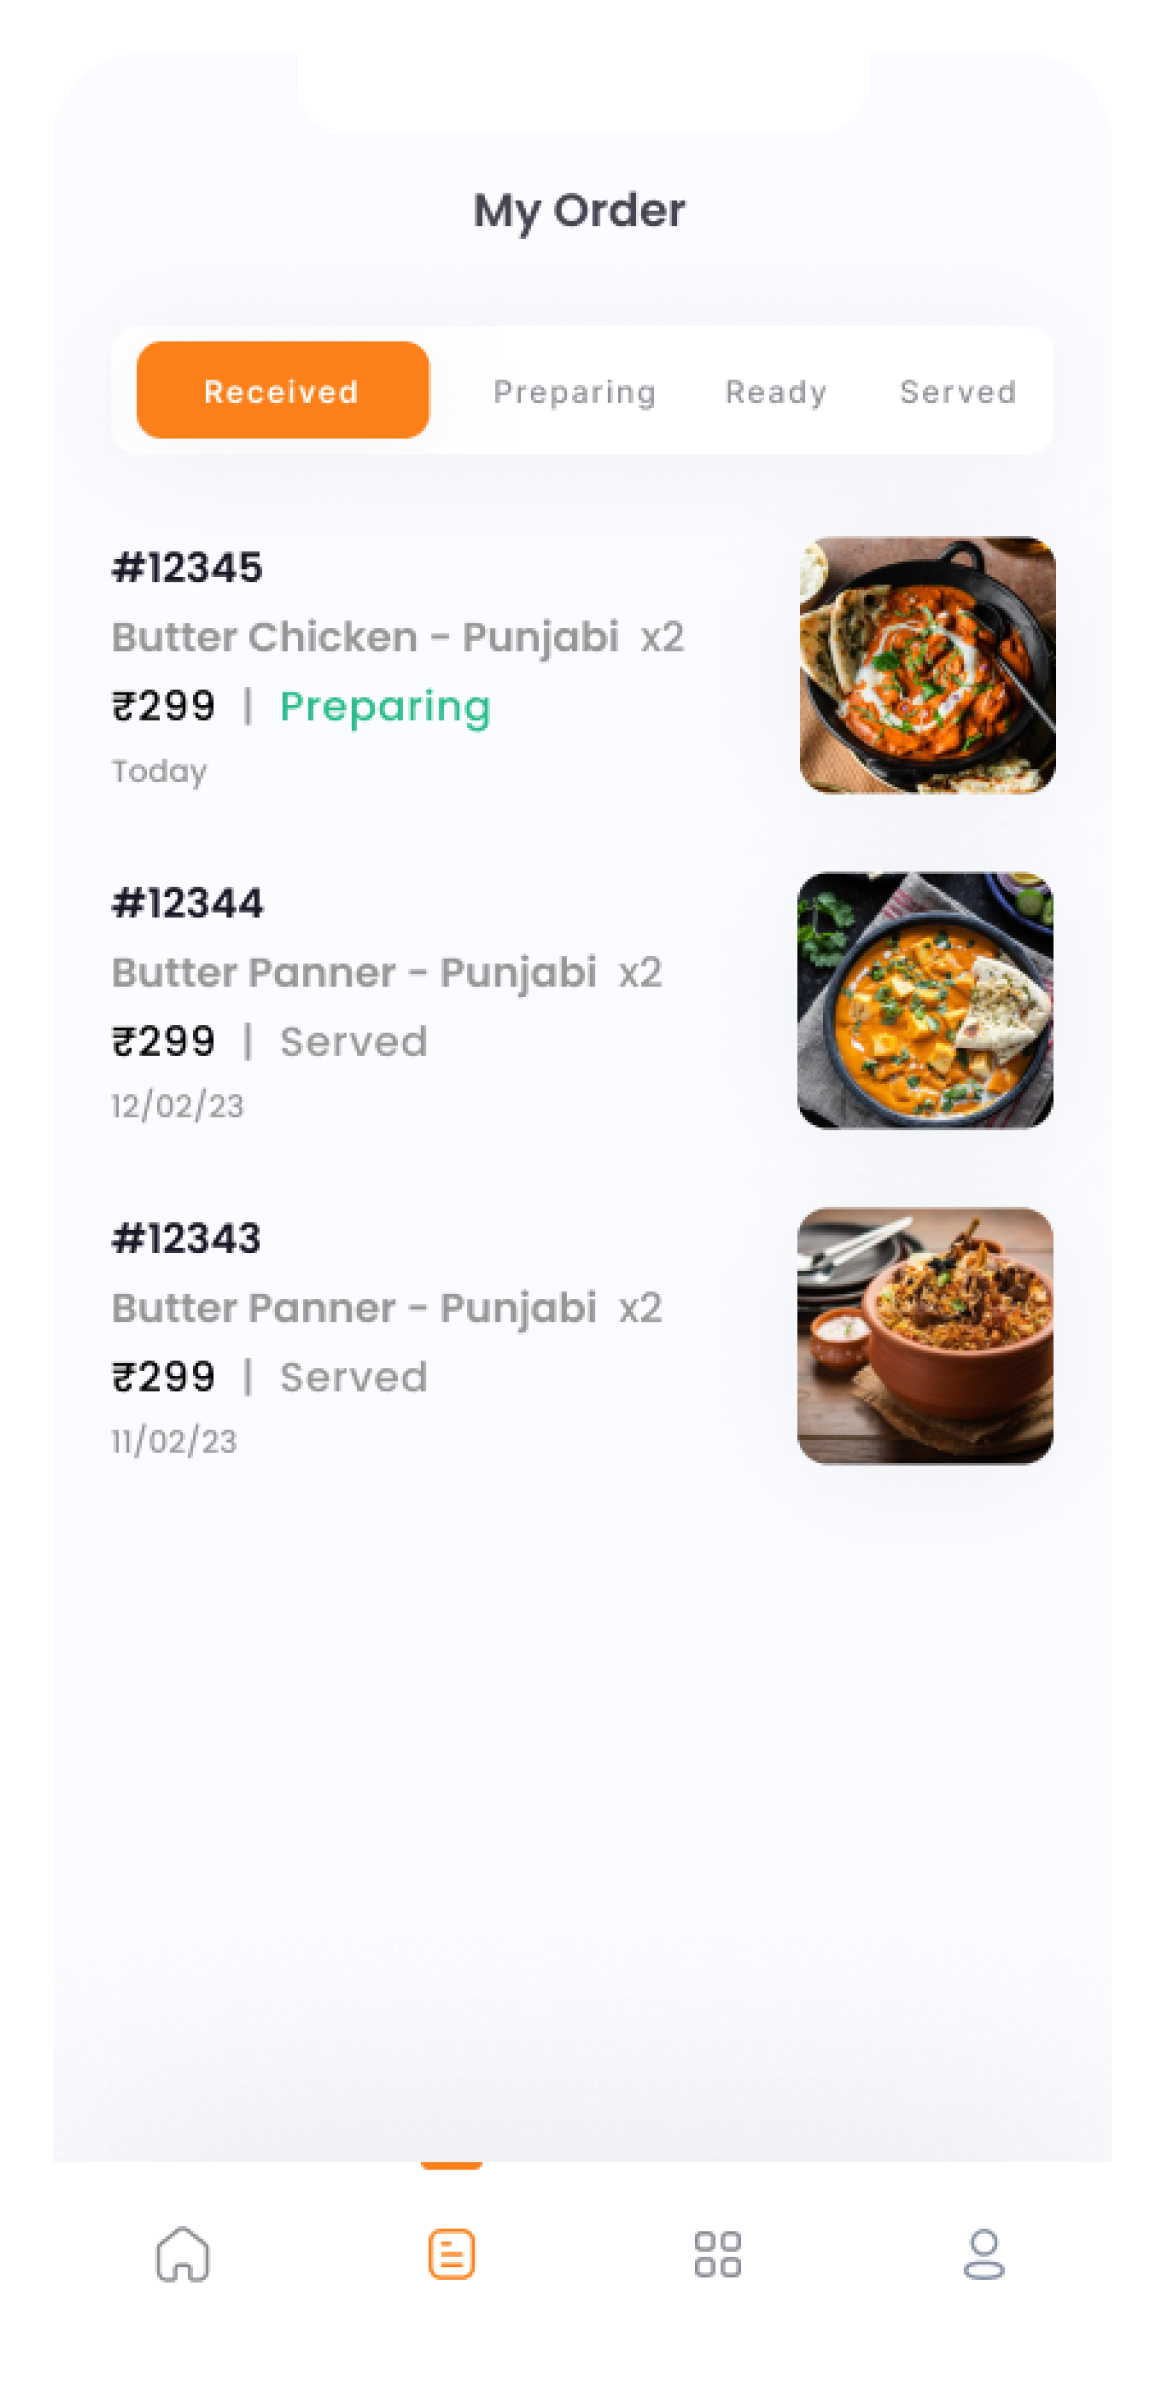 My Order
Received Preparing Ready Served
#12345
Butter Chicken - Punjabi x2
₹299 | Preparing
Today
#12344
Butter Panner - Punjabi x2
₹299 | Served
12/02/23
#12343
Butter Panner - Punjabi x2
₹299 | Served
11/02/23